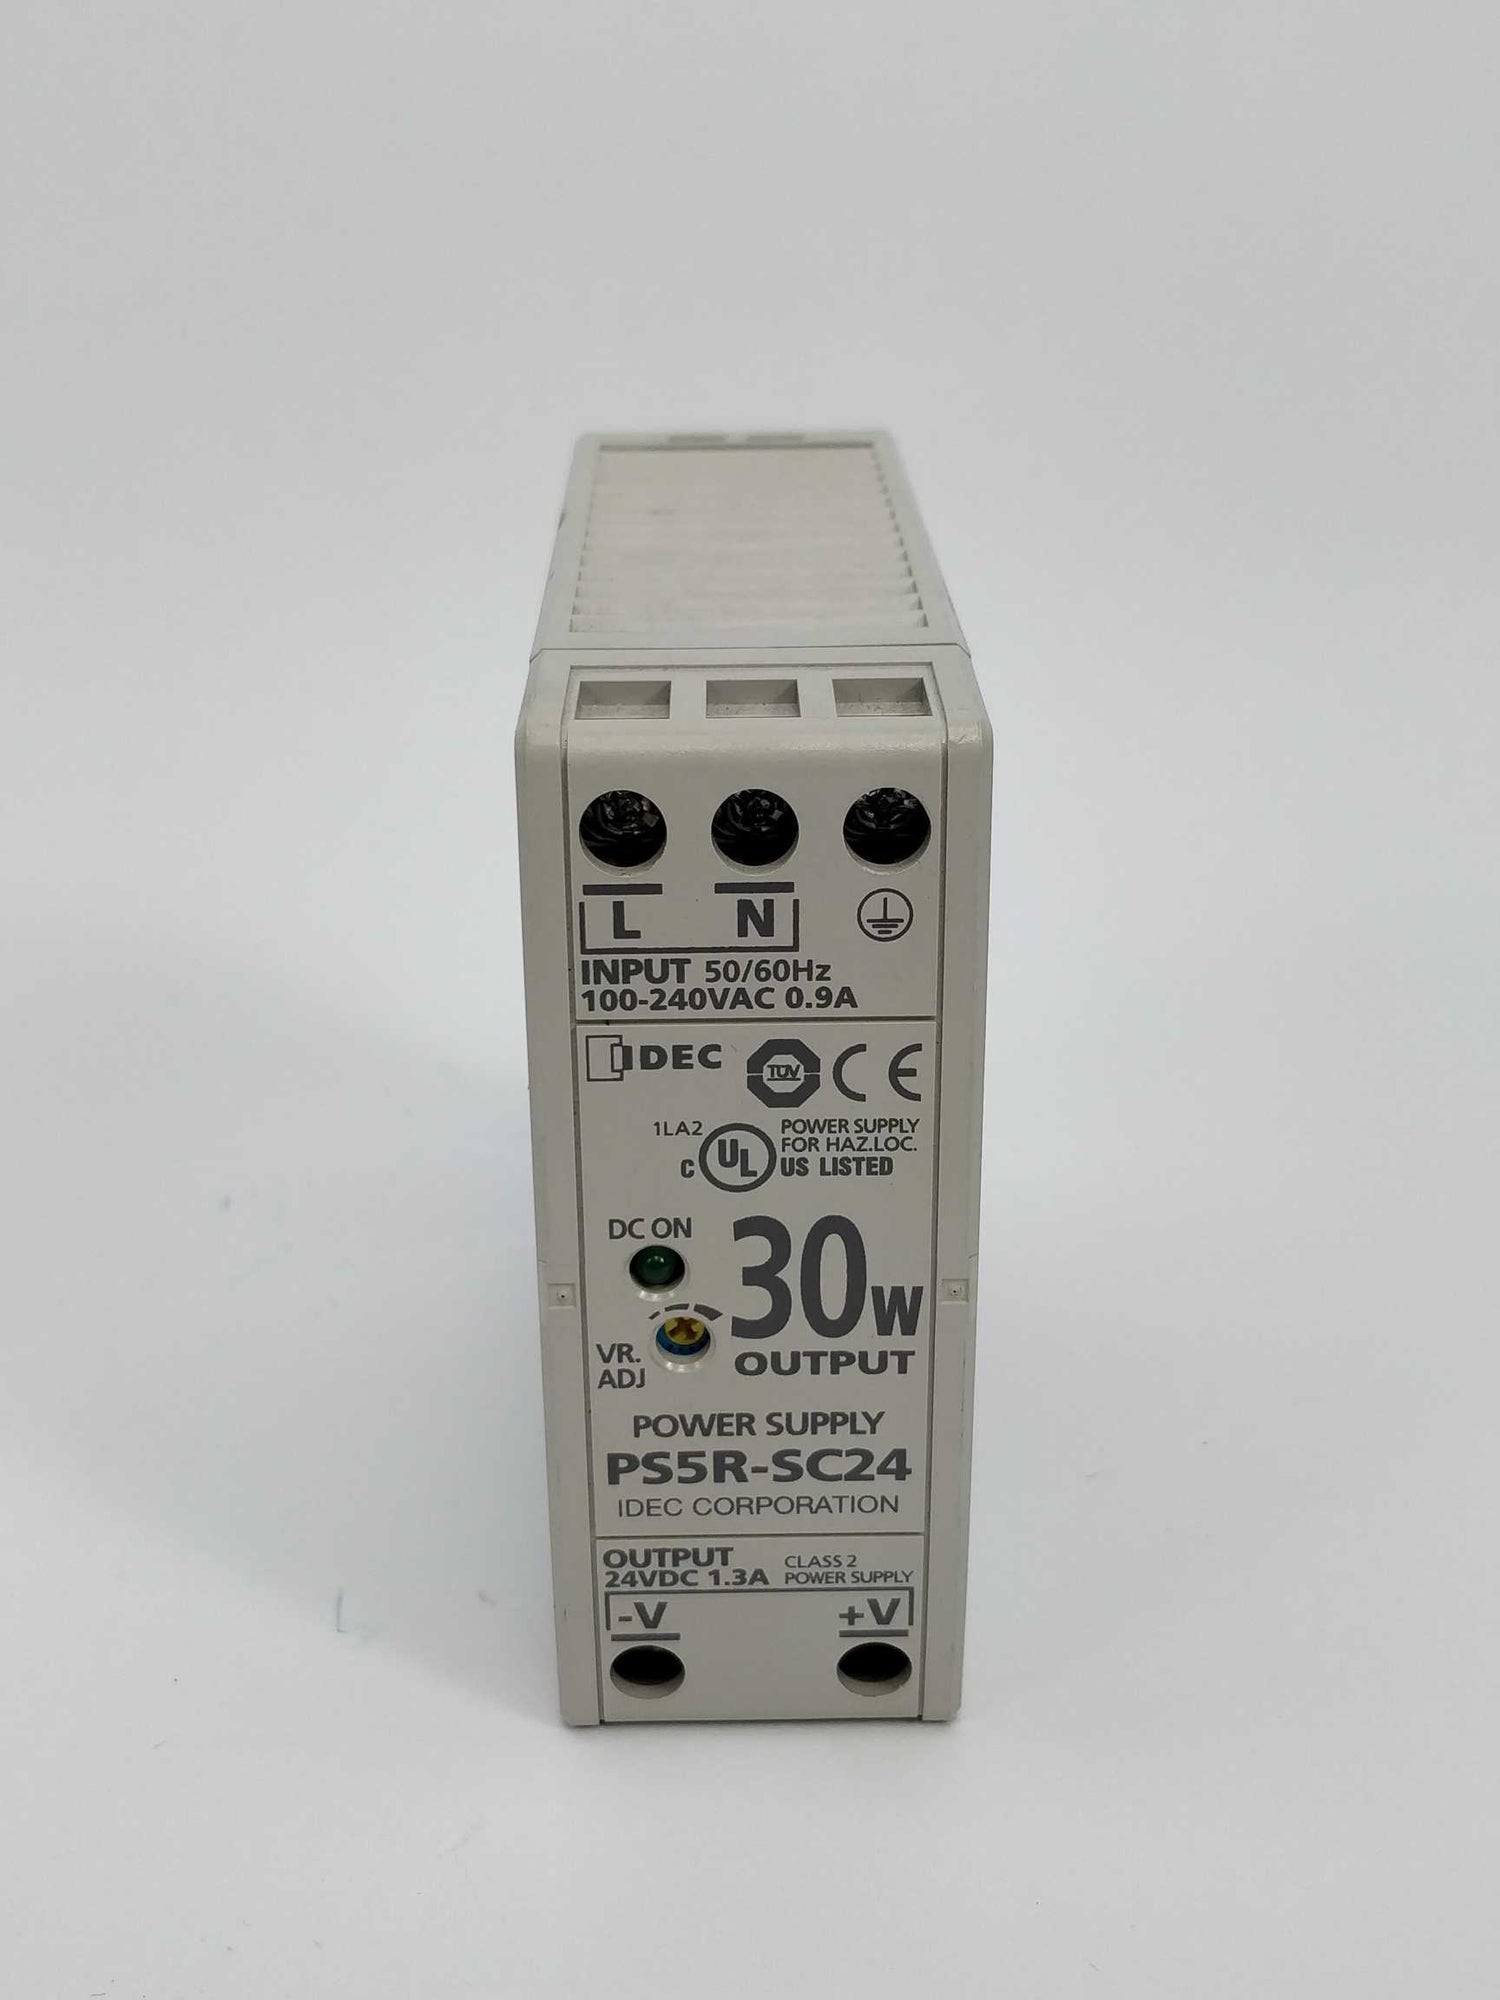 L N
INPUT 50/60Hz
100-240VAC 0.9A
IDEC TÜV CE
1LA2 POWER SUPPLY
FOR HAZ.LOC.
C UL US LISTED
DC ON
30W
OUTPUT
VR.
ADJ
POWER SUPPLY
PS5R-SC24
IDEC CORPORATION
OUTPUT CLASS 2
24VDC 1.3A POWER SUPPLY
-V +V